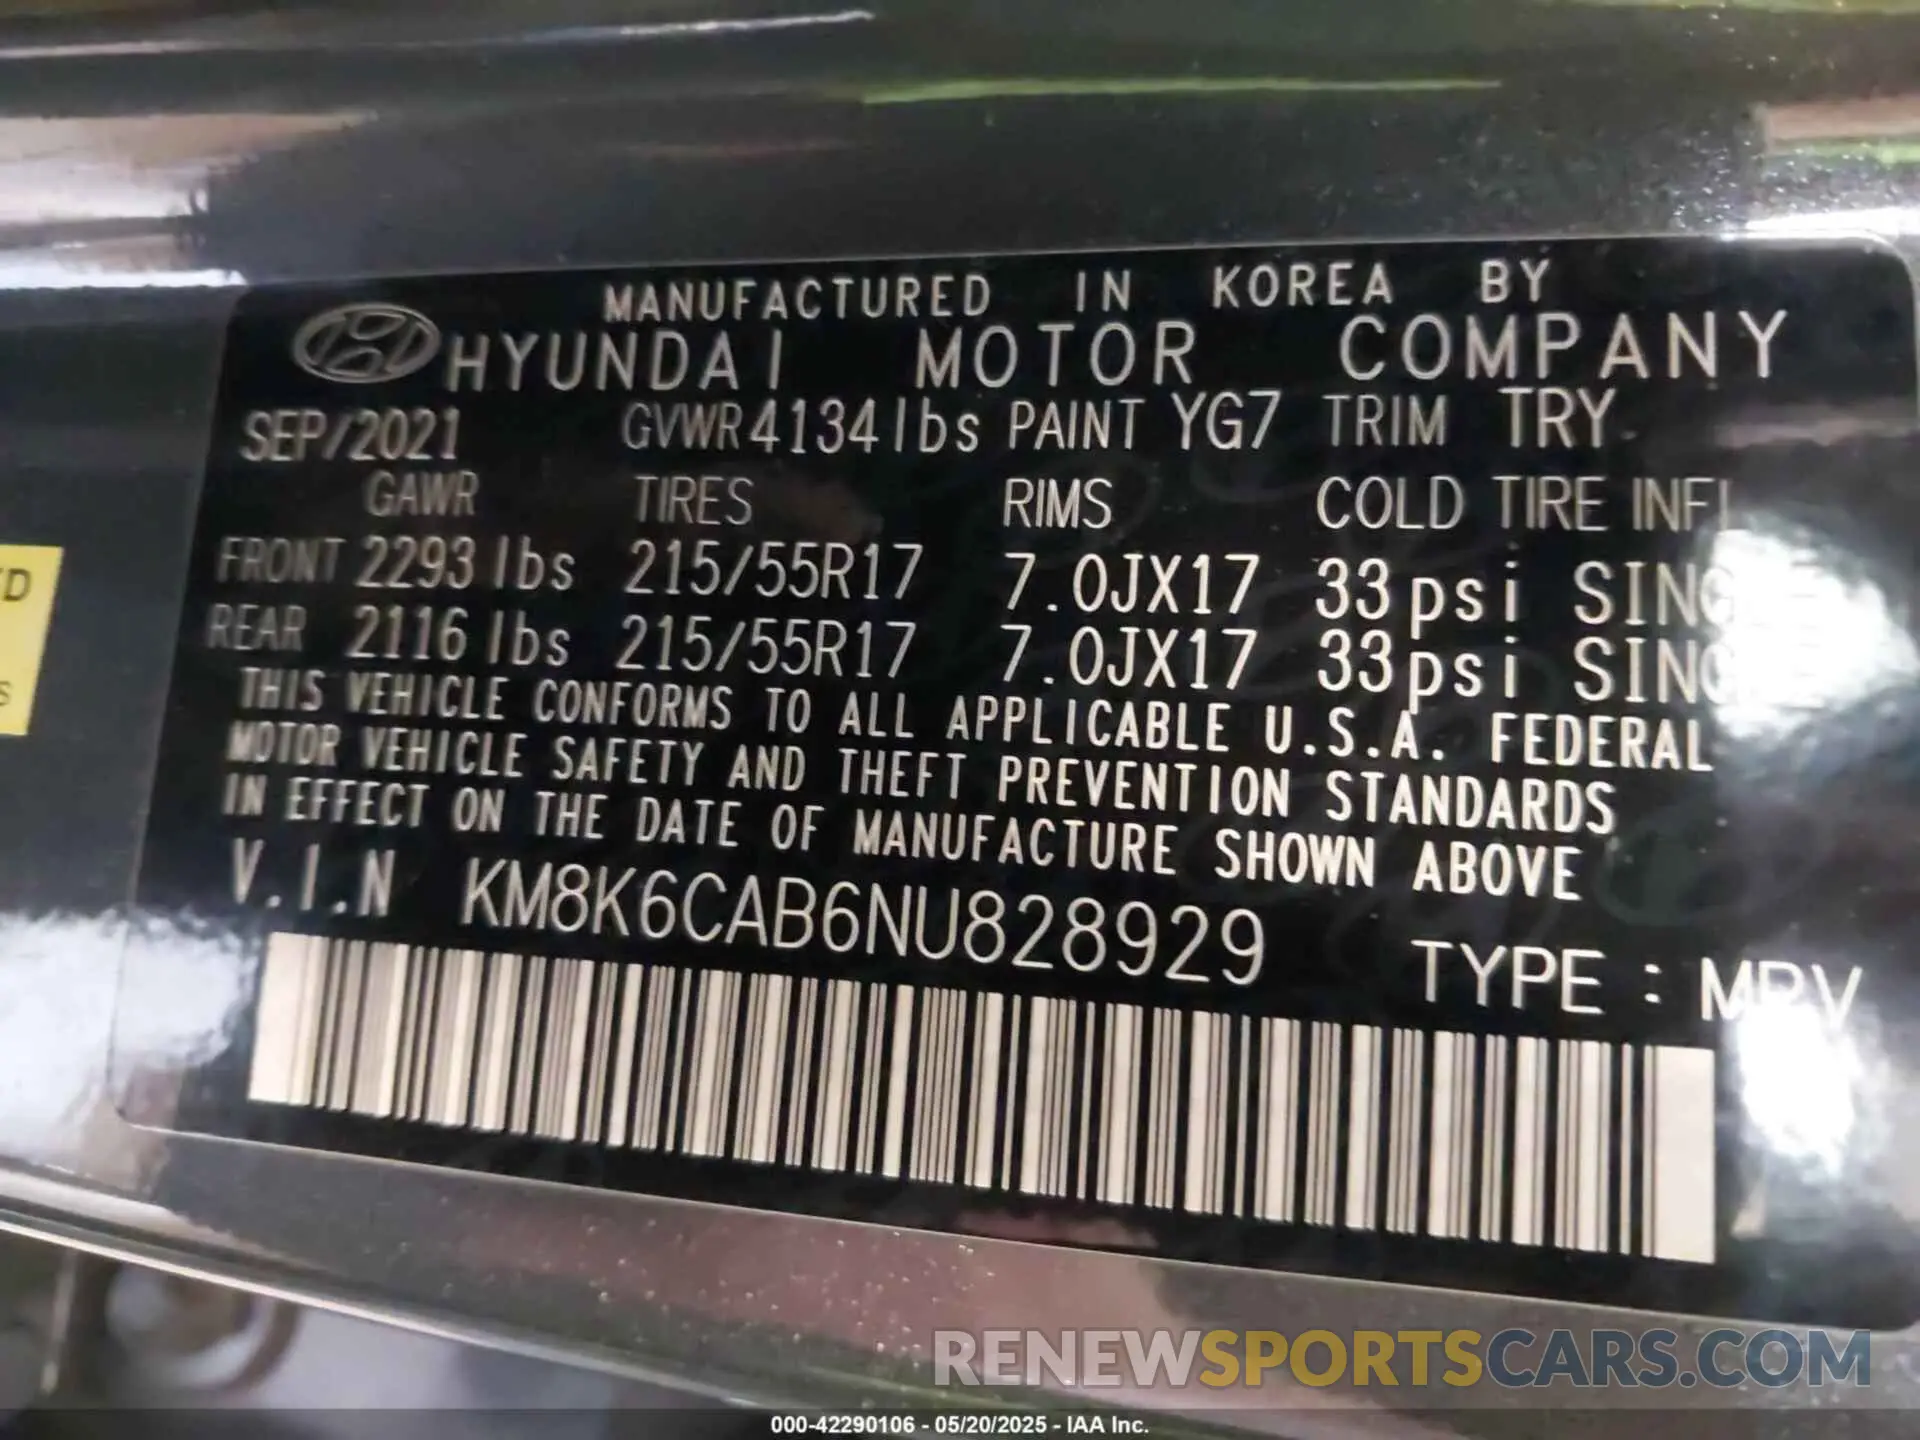 MANUFACTURED IN KOREA BY
HYUNDAI MOTOR COMPANY
SEP/2021 GVWR 4134lbs PAINT YG7 TRIM TRY
GAWR TIRES RIMS COLD TIRE INFL
FRONT 2293 lbs 215/55R17 7.0JX17 33psi
REAR 2116 lbs 215/55R17 7.0JX17 33psi
THIS VEHICLE CONFORMS TO ALL APPLICABLE U.S.A. FEDERAL
MOTOR VEHICLE SAFETY AND THEFT PREVENTION STANDARDS
IN EFFECT ON THE DATE OF MANUFACTURE SHOWN ABOVE
V.I.N KM8K6CAB6NU828929
TYPE : MPV
RENEWSPORTSCARS.COM
000-42290106 - 05/20/2025 - IAA Inc.